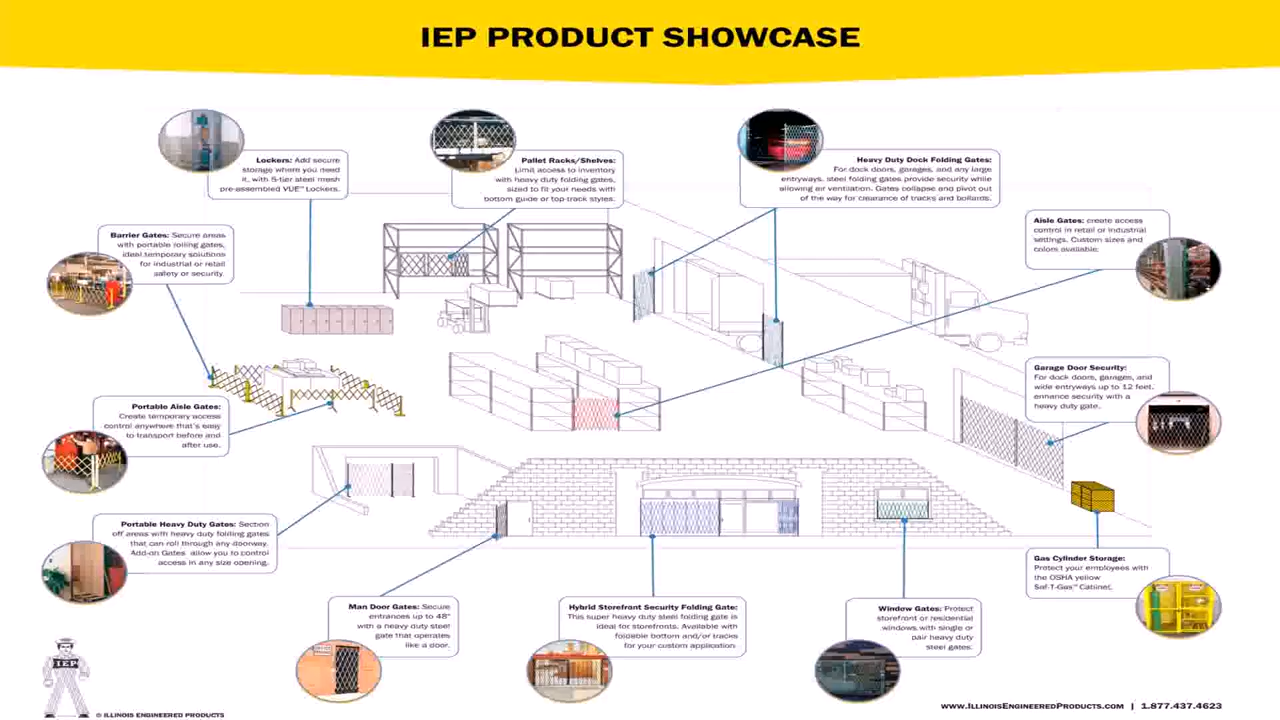 IEP PRODUCT SHOWCASE
Lockers: Add secure
storage where you need
it, with 5-tier steel mesh
pre-assembled VUE™ Lockers.
Pallet Racks/Shelves:
Limit access to inventory
with heavy duty folding gates,
sized to fit your needs with
bottom guide or top-track styles.
Heavy Duty Dock Folding Gates:
For dock doors, garages, and any large
entryways, steel folding gates provide security while
allowing air ventilation. Gates collapse and pivot out
of the way for clearance of tracks and bollards.
Aisle Gates: create access
control in retail or industrial
settings. Custom sizes and
colors available.
Barrier Gates: Secure areas
with portable rolling gates,
ideal temporary solutions
for industrial or retail
safety or security.
Garage Door Security:
For dock doors, garages, and
wide entryways up to 12 feet,
enhance security with a
heavy duty gate.
Portable Aisle Gates:
Create temporary access
control anywhere that's easy
to transport before and
after use.
Portable Heavy Duty Gates: Section
off areas with heavy duty folding gates
that can roll through any doorway.
Add-on Gates allow you to control
access in any size opening.
Gas Cylinder Storage:
Protect your employees with
the OSHA yellow
Saf-T-Gas™ Cabinet.
Man Door Gates: Secure
entrances up to 48"
with a heavy duty steel
gate that operates
like a door.
Hybrid Storefront Security Folding Gate:
This super heavy duty steel folding gate is
ideal for storefronts. Available with
foldable bottom and/or tracks
for your custom application.
Window Gates: Protect
storefront or residential
windows with single or
pair heavy duty
steel gates.
IEP
© ILLINOIS ENGINEERED PRODUCTS
WWW.ILLINOISENGINEEREDPRODUCTS.COM | 1.877.437.4623